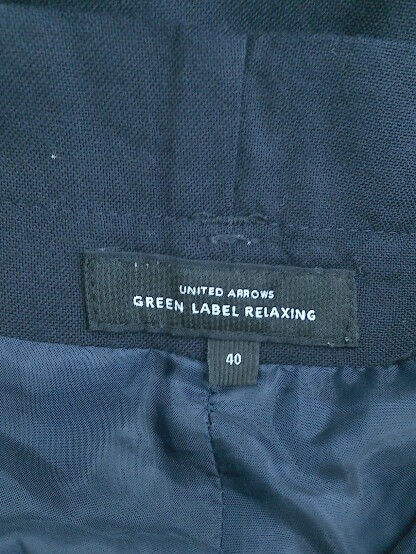 UNITED ARROWS
GREEN LABEL RELAXING
40